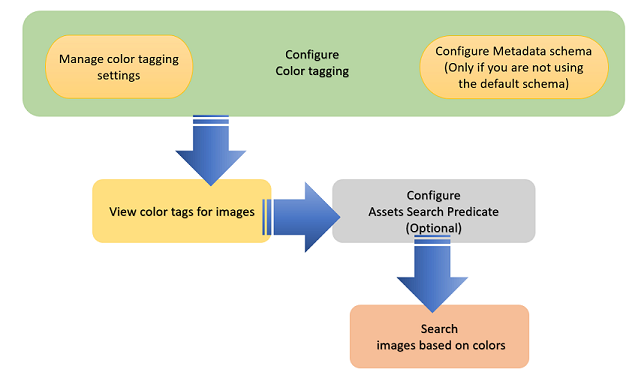 Manage color tagging
settings
Configure
Color tagging
Configure Metadata schema
(Only if you are not using
the default schema)
View color tags for images
Configure
Assets Search Predicate
(Optional)
Search
images based on colors